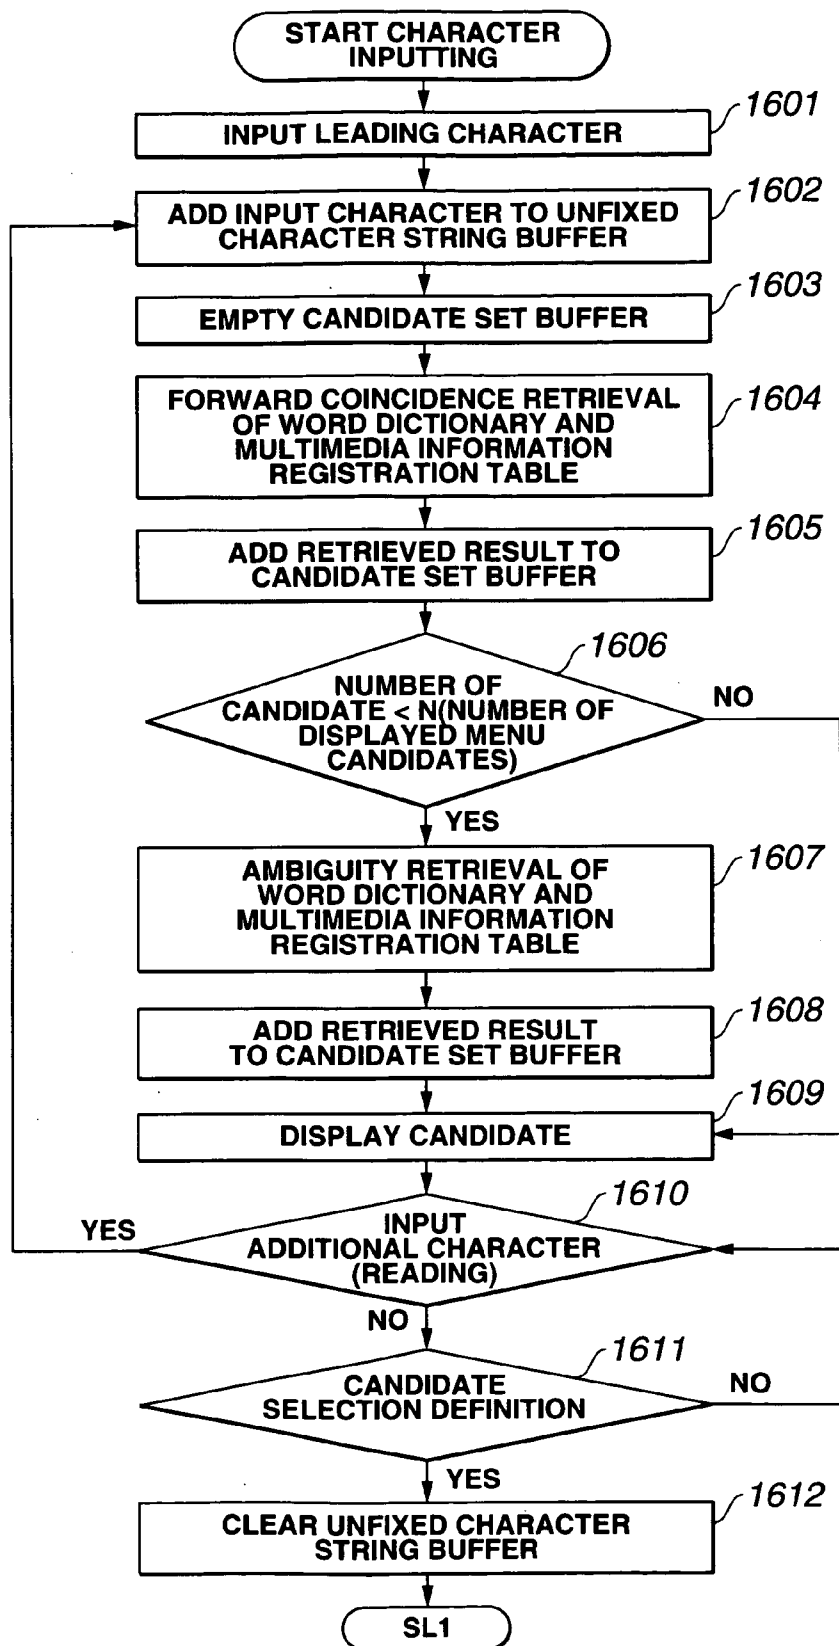 START CHARACTER
INPUTTING
1601
INPUT LEADING CHARACTER
1602
ADD INPUT CHARACTER TO UNFIXED
CHARACTER STRING BUFFER
1603
EMPTY CANDIDATE SET BUFFER
1604
FORWARD COINCIDENCE RETRIEVAL
OF WORD DICTIONARY AND
MULTIMEDIA INFORMATION
REGISTRATION TABLE
1605
ADD RETRIEVED RESULT TO
CANDIDATE SET BUFFER
1606
NUMBER OF
CANDIDATE < N(NUMBER OF
DISPLAYED MENU
CANDIDATES)
NO
YES
1607
AMBIGUITY RETRIEVAL OF
WORD DICTIONARY AND
MULTIMEDIA INFORMATION
REGISTRATION TABLE
1608
ADD RETRIEVED RESULT
TO CANDIDATE SET BUFFER
1609
DISPLAY CANDIDATE
1610
YES
INPUT
ADDITIONAL CHARACTER
(READING)
NO
1611
CANDIDATE
SELECTION DEFINITION
NO
YES
1612
CLEAR UNFIXED CHARACTER
STRING BUFFER
SL1